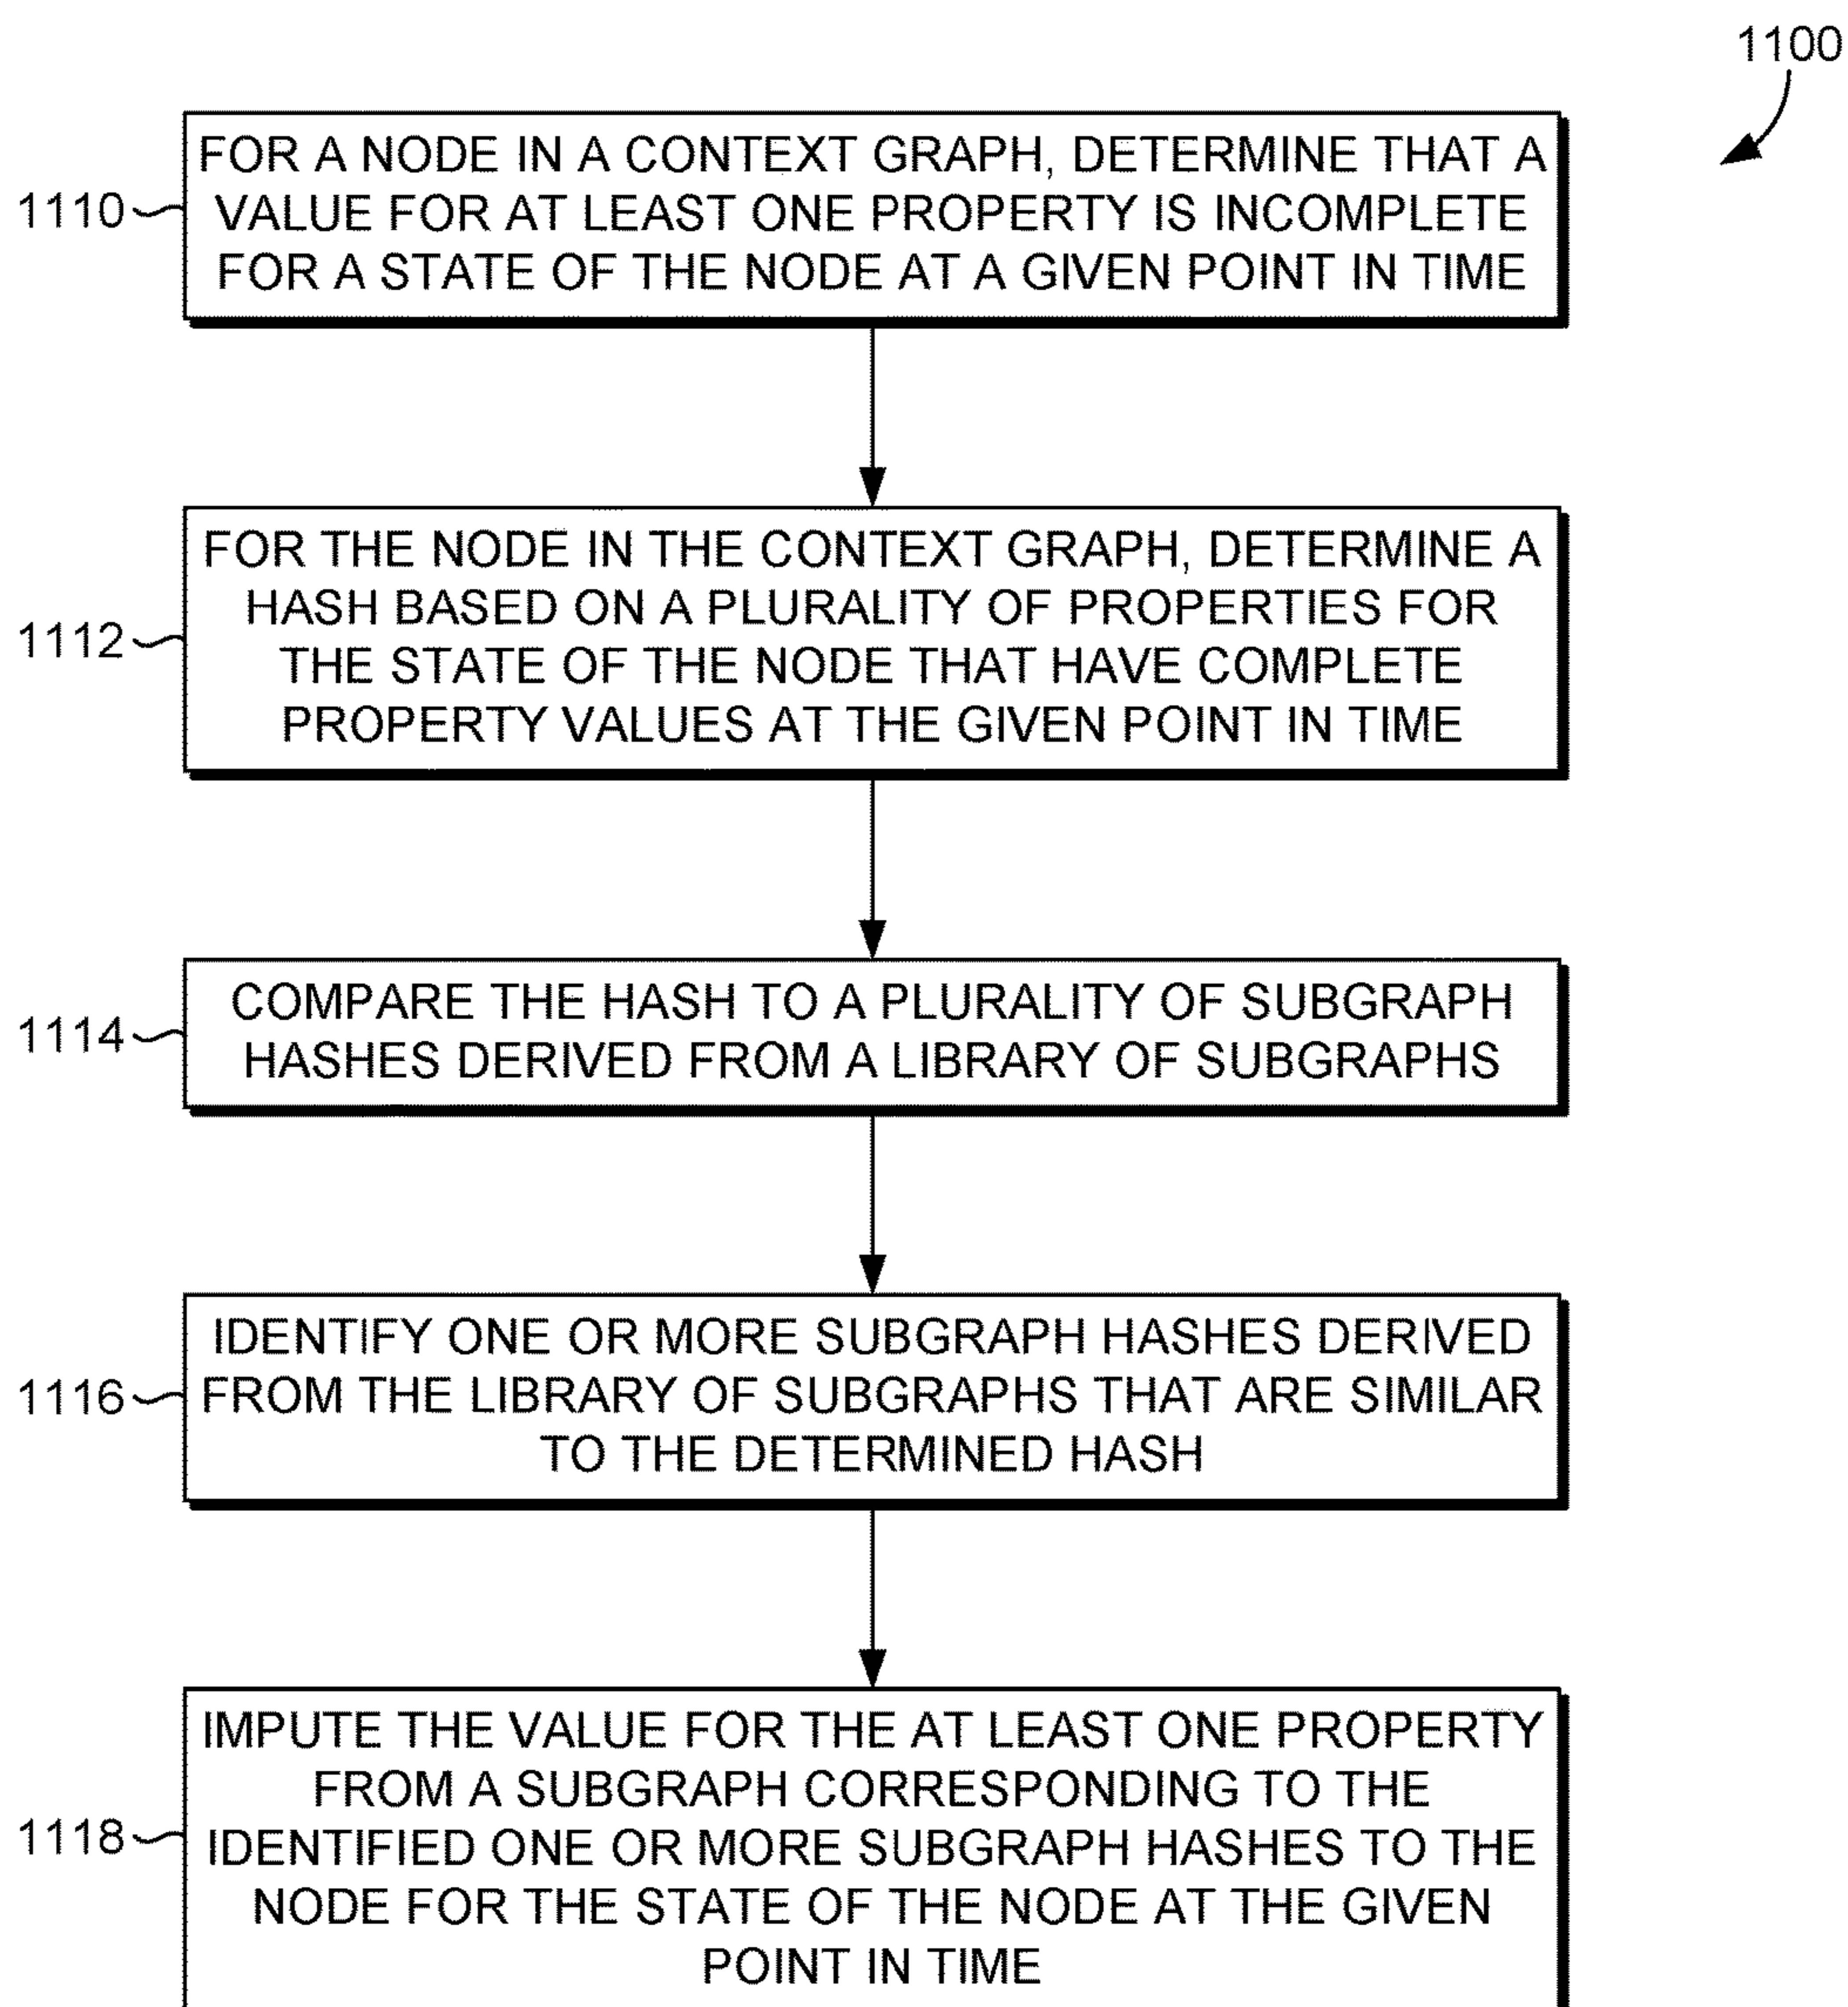 1100
FOR A NODE IN A CONTEXT GRAPH, DETERMINE THAT A
VALUE FOR AT LEAST ONE PROPERTY IS INCOMPLETE
FOR A STATE OF THE NODE AT A GIVEN POINT IN TIME
1110
FOR THE NODE IN THE CONTEXT GRAPH, DETERMINE A
HASH BASED ON A PLURALITY OF PROPERTIES FOR
THE STATE OF THE NODE THAT HAVE COMPLETE
PROPERTY VALUES AT THE GIVEN POINT IN TIME
1112
COMPARE THE HASH TO A PLURALITY OF SUBGRAPH
HASHES DERIVED FROM A LIBRARY OF SUBGRAPHS
1114
IDENTIFY ONE OR MORE SUBGRAPH HASHES DERIVED
FROM THE LIBRARY OF SUBGRAPHS THAT ARE SIMILAR
TO THE DETERMINED HASH
1116
IMPUTE THE VALUE FOR THE AT LEAST ONE PROPERTY
FROM A SUBGRAPH CORRESPONDING TO THE
IDENTIFIED ONE OR MORE SUBGRAPH HASHES TO THE
NODE FOR THE STATE OF THE NODE AT THE GIVEN
POINT IN TIME
1118